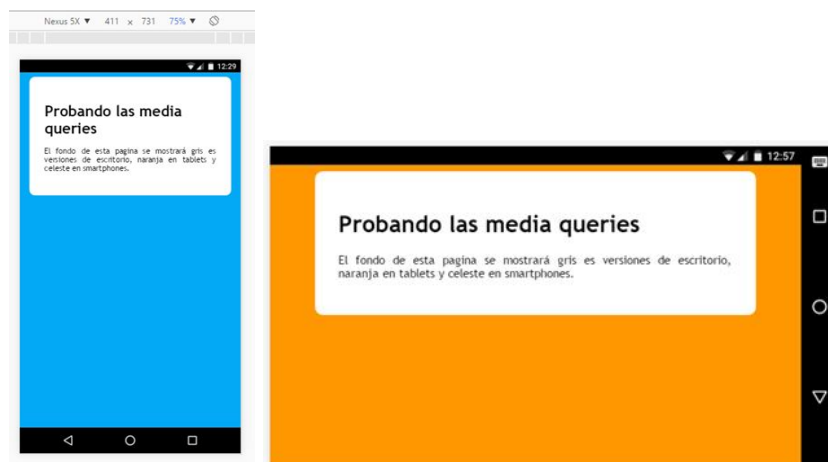 Nexus 5X ▼ 411 × 731 75% ▼
12:29
Probando las media
queries
El fondo de esta pagina se mostrará gris es
versiones de escritorio, naranja en tablets y
celeste en smartphones.
12:57
Probando las media queries
El fondo de esta pagina se mostrará gris es versiones de escritorio,
naranja en tablets y celeste en smartphones.